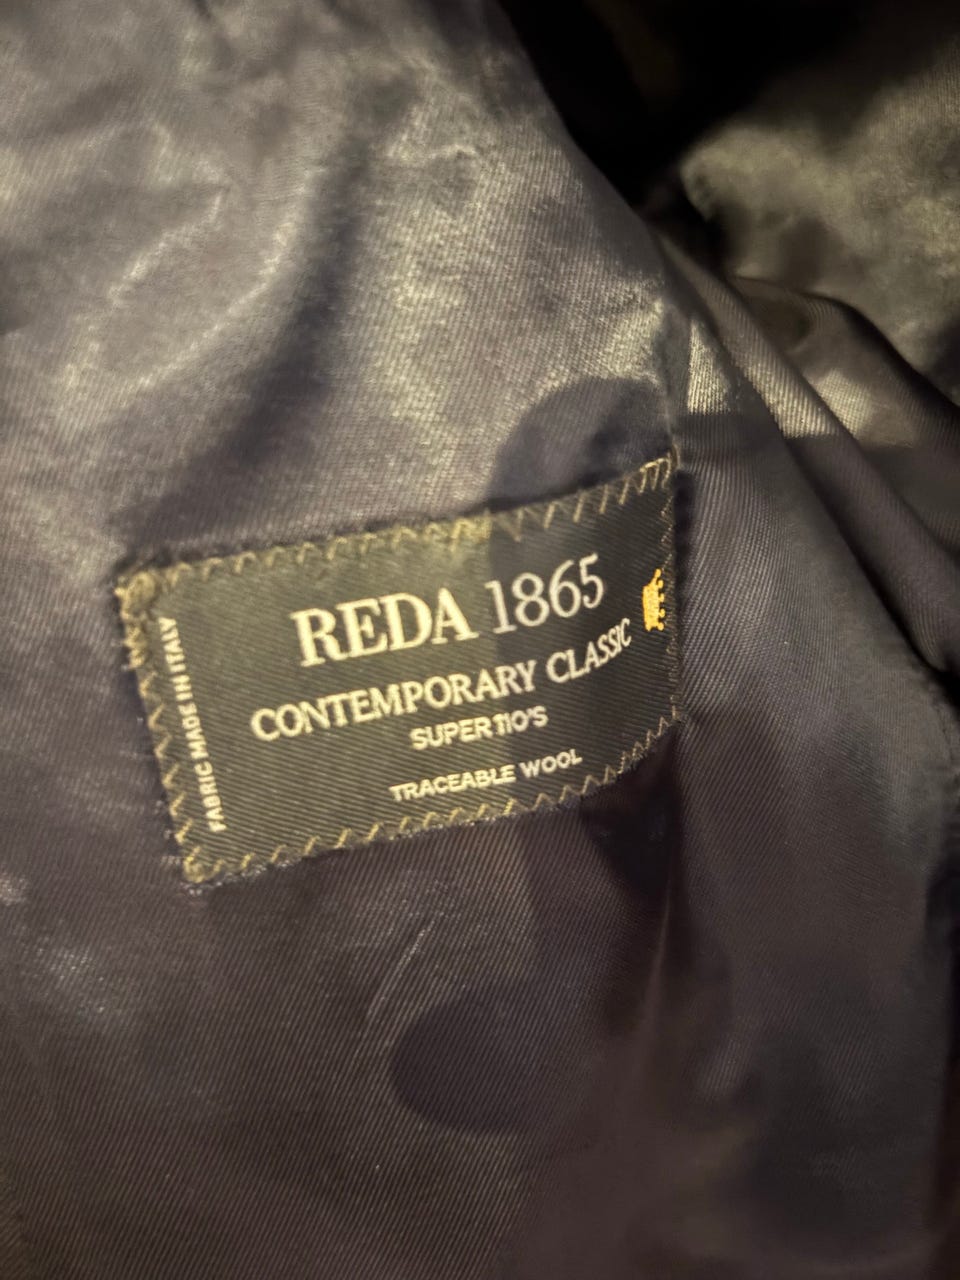 REDA 1865
CONTEMPORARY CLASSIC
SUPER 110'S
TRACEABLE WOOL
FABRIC MADE IN ITALY